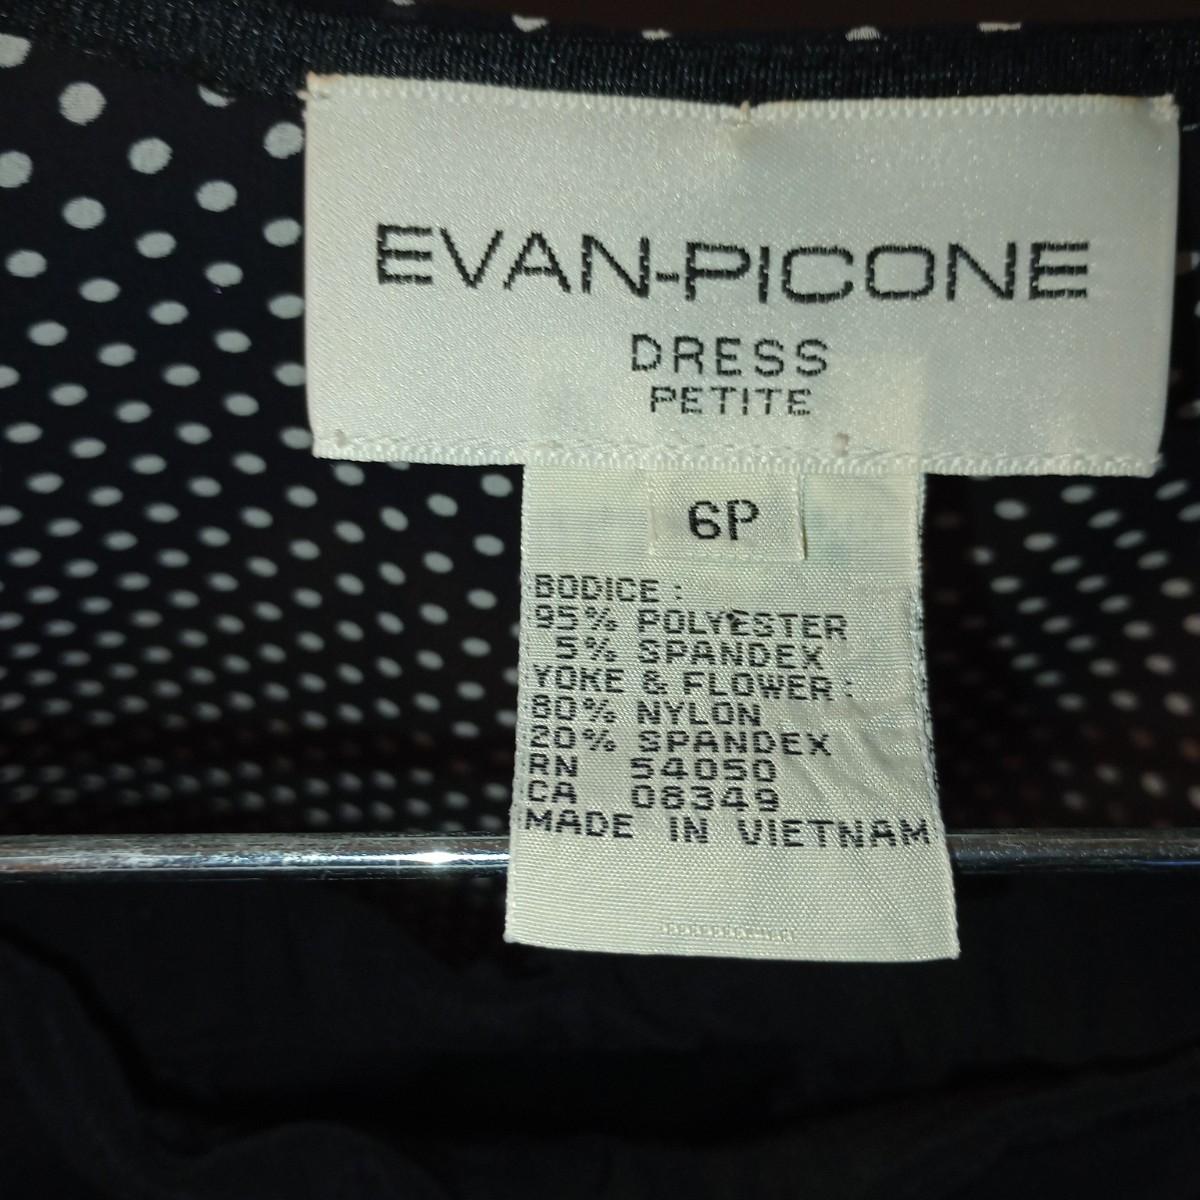 EVAN-PICONE
DRESS
PETITE
6P
BODICE :
95% POLYESTER
5% SPANDEX
YOKE & FLOWER :
80% NYLON
20% SPANDEX
RN 54050
CA 08349
MADE IN VIETNAM